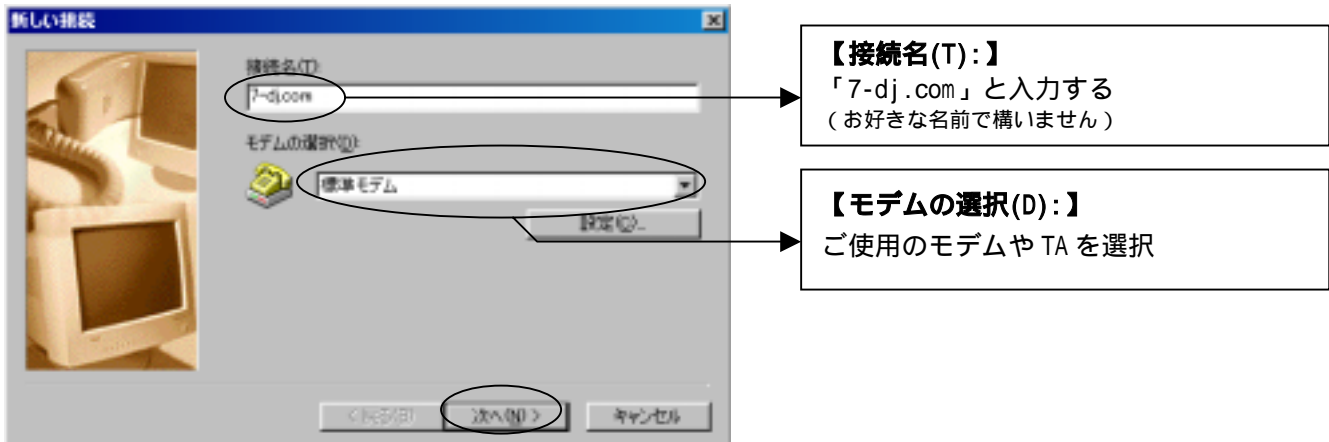 新しい接続
接続名(T):
7-dj.com
モデムの選択(D):
標準モデム
設定(C)...
< 戻る(B)
次へ(N) >
キャンセル
【接続名(T):】
「7-dj.com」と入力する
(お好きな名前で構いません)
【モデムの選択(D):】
ご使用のモデムや TA を選択